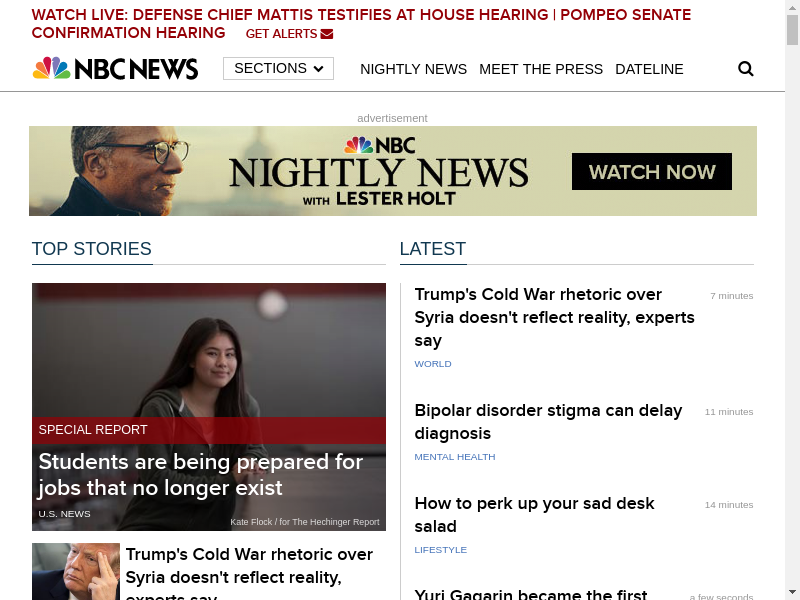 WATCH LIVE: DEFENSE CHIEF MATTIS TESTIFIES AT HOUSE HEARING | POMPEO SENATE
CONFIRMATION HEARING GET ALERTS
NBC NEWS SECTIONS NIGHTLY NEWS MEET THE PRESS DATELINE
advertisement
NBC
NIGHTLY NEWS
WITH LESTER HOLT
WATCH NOW
TOP STORIES
SPECIAL REPORT
Students are being prepared for
jobs that no longer exist
U.S. NEWS
Kate Flock / for The Hechinger Report
Trump's Cold War rhetoric over
Syria doesn't reflect reality,
experts say
LATEST
Trump's Cold War rhetoric over 7 minutes
Syria doesn't reflect reality, experts
say
WORLD
Bipolar disorder stigma can delay 11 minutes
diagnosis
MENTAL HEALTH
How to perk up your sad desk 14 minutes
salad
LIFESTYLE
Yuri Gagarin became the first a few seconds